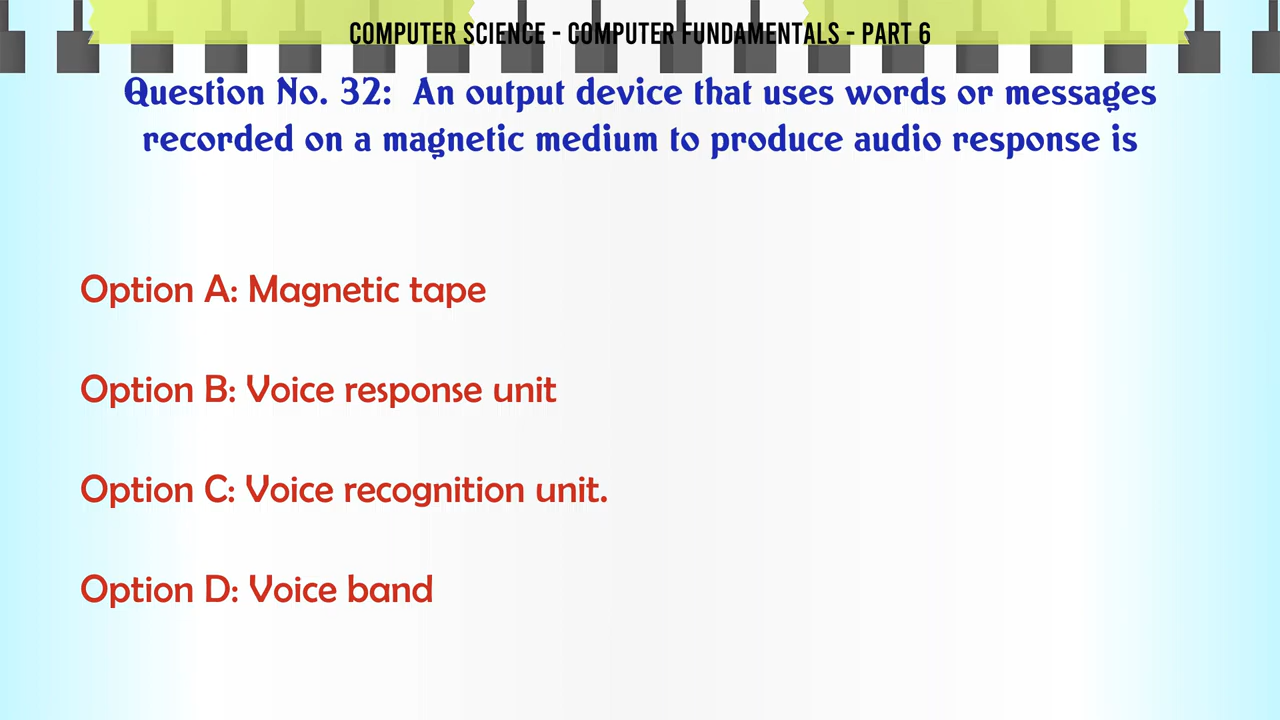 COMPUTER SCIENCE - COMPUTER FUNDAMENTALS - PART 6
Question No. 32: An output device that uses words or messages
recorded on a magnetic medium to produce audio response is
Option A: Magnetic tape
Option B: Voice response unit
Option C: Voice recognition unit.
Option D: Voice band